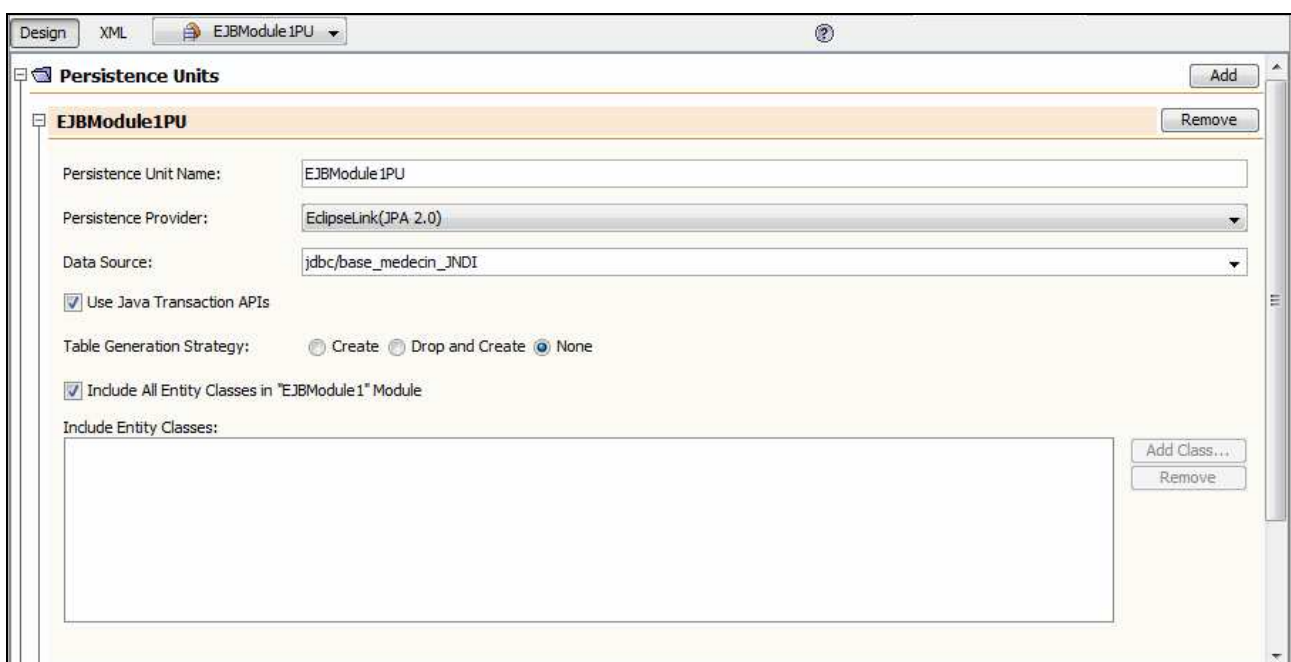 Design XML EJBModule1PU ?
Persistence Units Add
EJBModule1PU Remove
Persistence Unit Name: EJBModule1PU
Persistence Provider: EclipseLink(JPA 2.0)
Data Source: jdbc/base_medecin_JNDI
Use Java Transaction APIs
Table Generation Strategy: Create Drop and Create None
Include All Entity Classes in "EJBModule1" Module
Include Entity Classes:
Add Class...
Remove